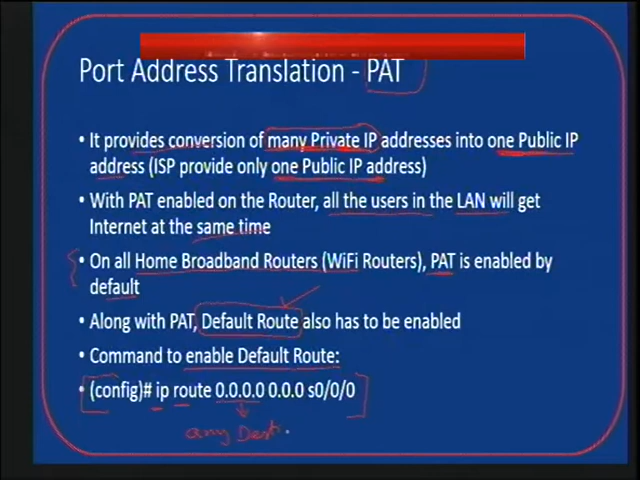 Port Address Translation - PAT
• It provides conversion of many Private IP addresses into one Public IP
address (ISP provide only one Public IP address)
• With PAT enabled on the Router, all the users in the LAN will get
Internet at the same time
• On all Home Broadband Routers (WiFi Routers), PAT is enabled by
default
• Along with PAT, Default Route also has to be enabled
• Command to enable Default Route:
• (config)# ip route 0.0.0.0 0.0.0 s0/0/0
any Dest